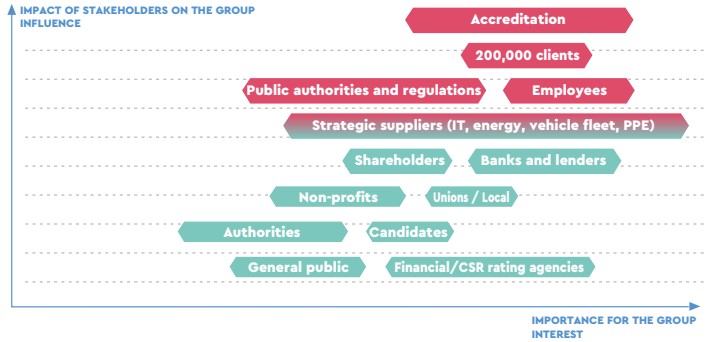 IMPACT OF STAKEHOLDERS ON THE GROUP
INFLUENCE
Accreditation
200,000 clients
Public authorities and regulations
Employees
Strategic suppliers (IT, energy, vehicle fleet, PPE)
Shareholders
Banks and lenders
Non-profits
Unions / Local
Authorities
Candidates
General public
Financial/CSR rating agencies
IMPORTANCE FOR THE GROUP
INTEREST